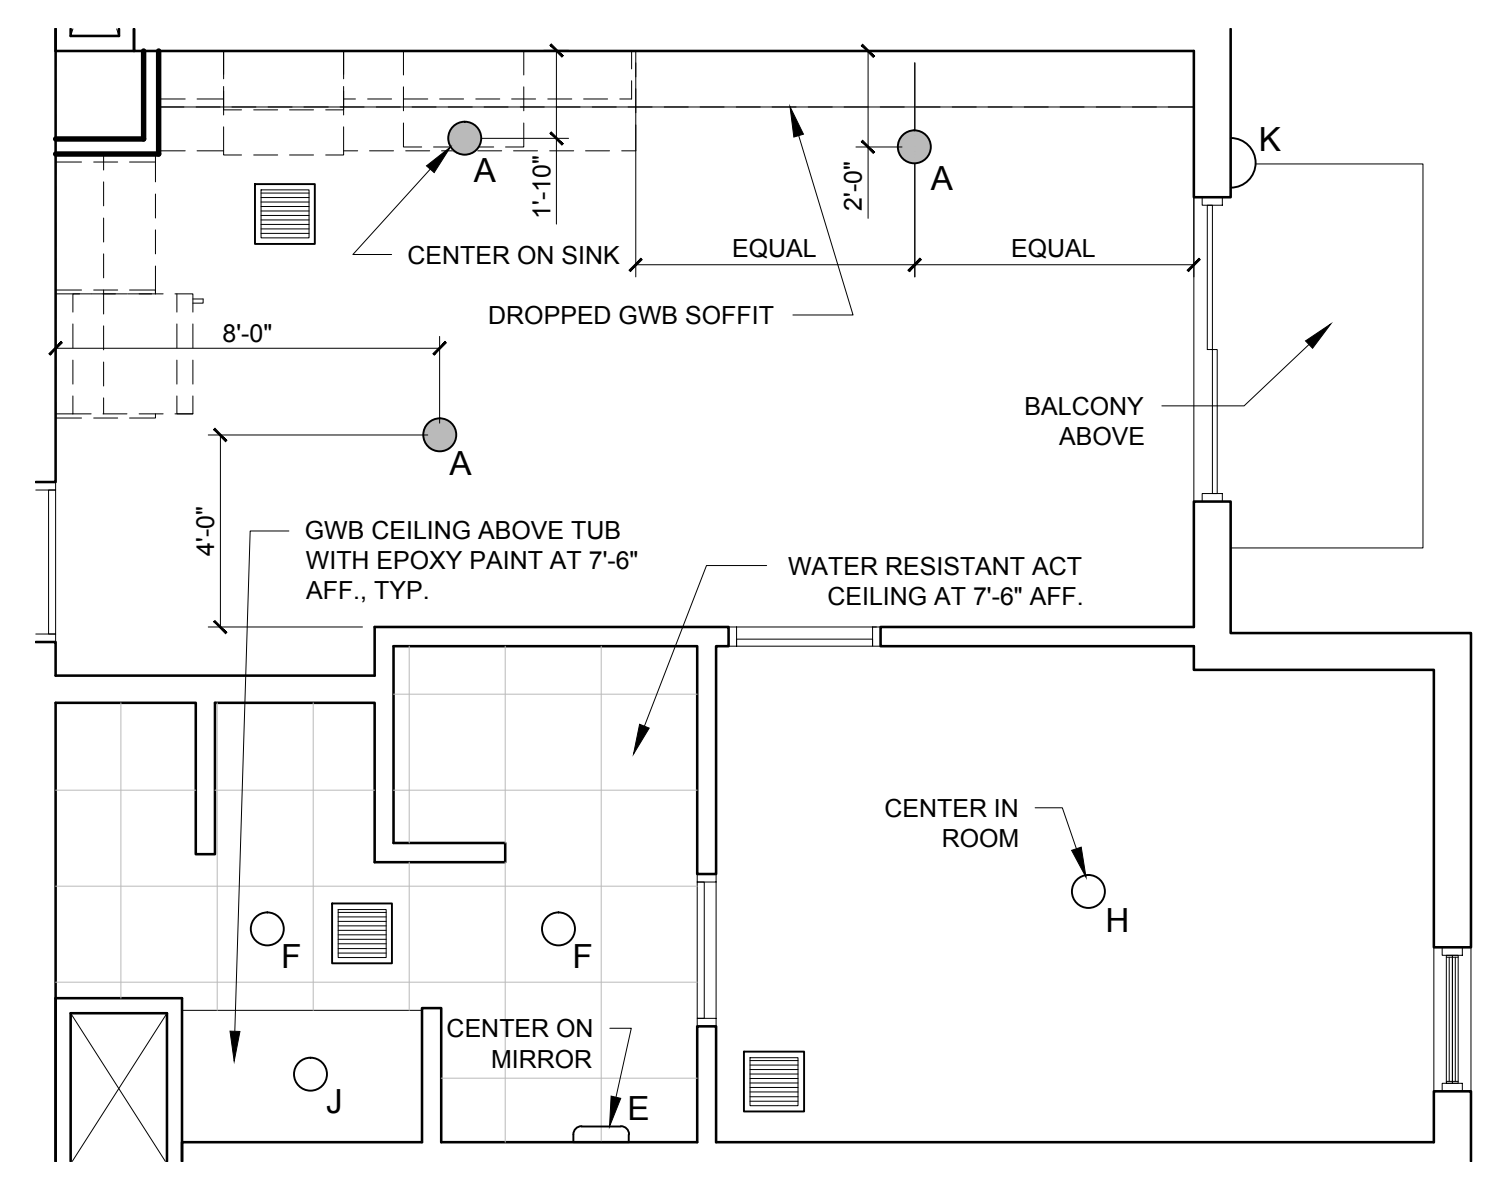 K
A
A
1'-10"
2'-0"
CENTER ON SINK
EQUAL
EQUAL
DROPPED GWB SOFFIT
8'-0"
BALCONY
ABOVE
A
4'-0"
GWB CEILING ABOVE TUB
WITH EPOXY PAINT AT 7'-6"
AFF., TYP.
WATER RESISTANT ACT
CEILING AT 7'-6" AFF.
CENTER IN
ROOM
H
F
F
CENTER ON
MIRROR
J
E